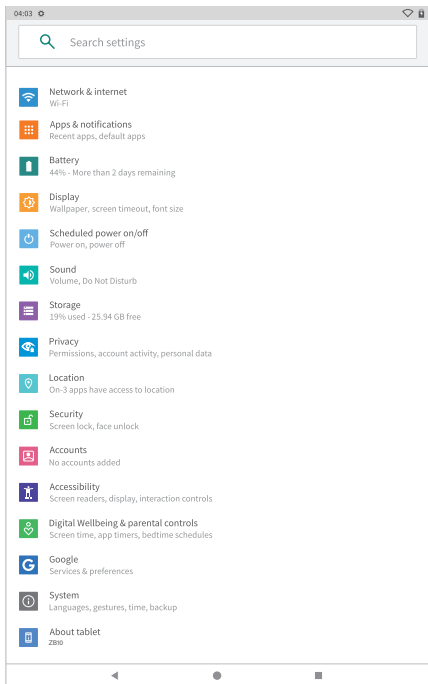 04:03
Search settings
Network & internet
Wi-Fi
Apps & notifications
Recent apps, default apps
Battery
44% - More than 2 days remaining
Display
Wallpaper, screen timeout, font size
Scheduled power on/off
Power on, power off
Sound
Volume, Do Not Disturb
Storage
19% used - 25.94 GB free
Privacy
Permissions, account activity, personal data
Location
On-3 apps have access to location
Security
Screen lock, face unlock
Accounts
No accounts added
Accessibility
Screen readers, display, interaction controls
Digital Wellbeing & parental controls
Screen time, app timers, bedtime schedules
G
Google
Services & preferences
System
Languages, gestures, time, backup
About tablet
ZB10